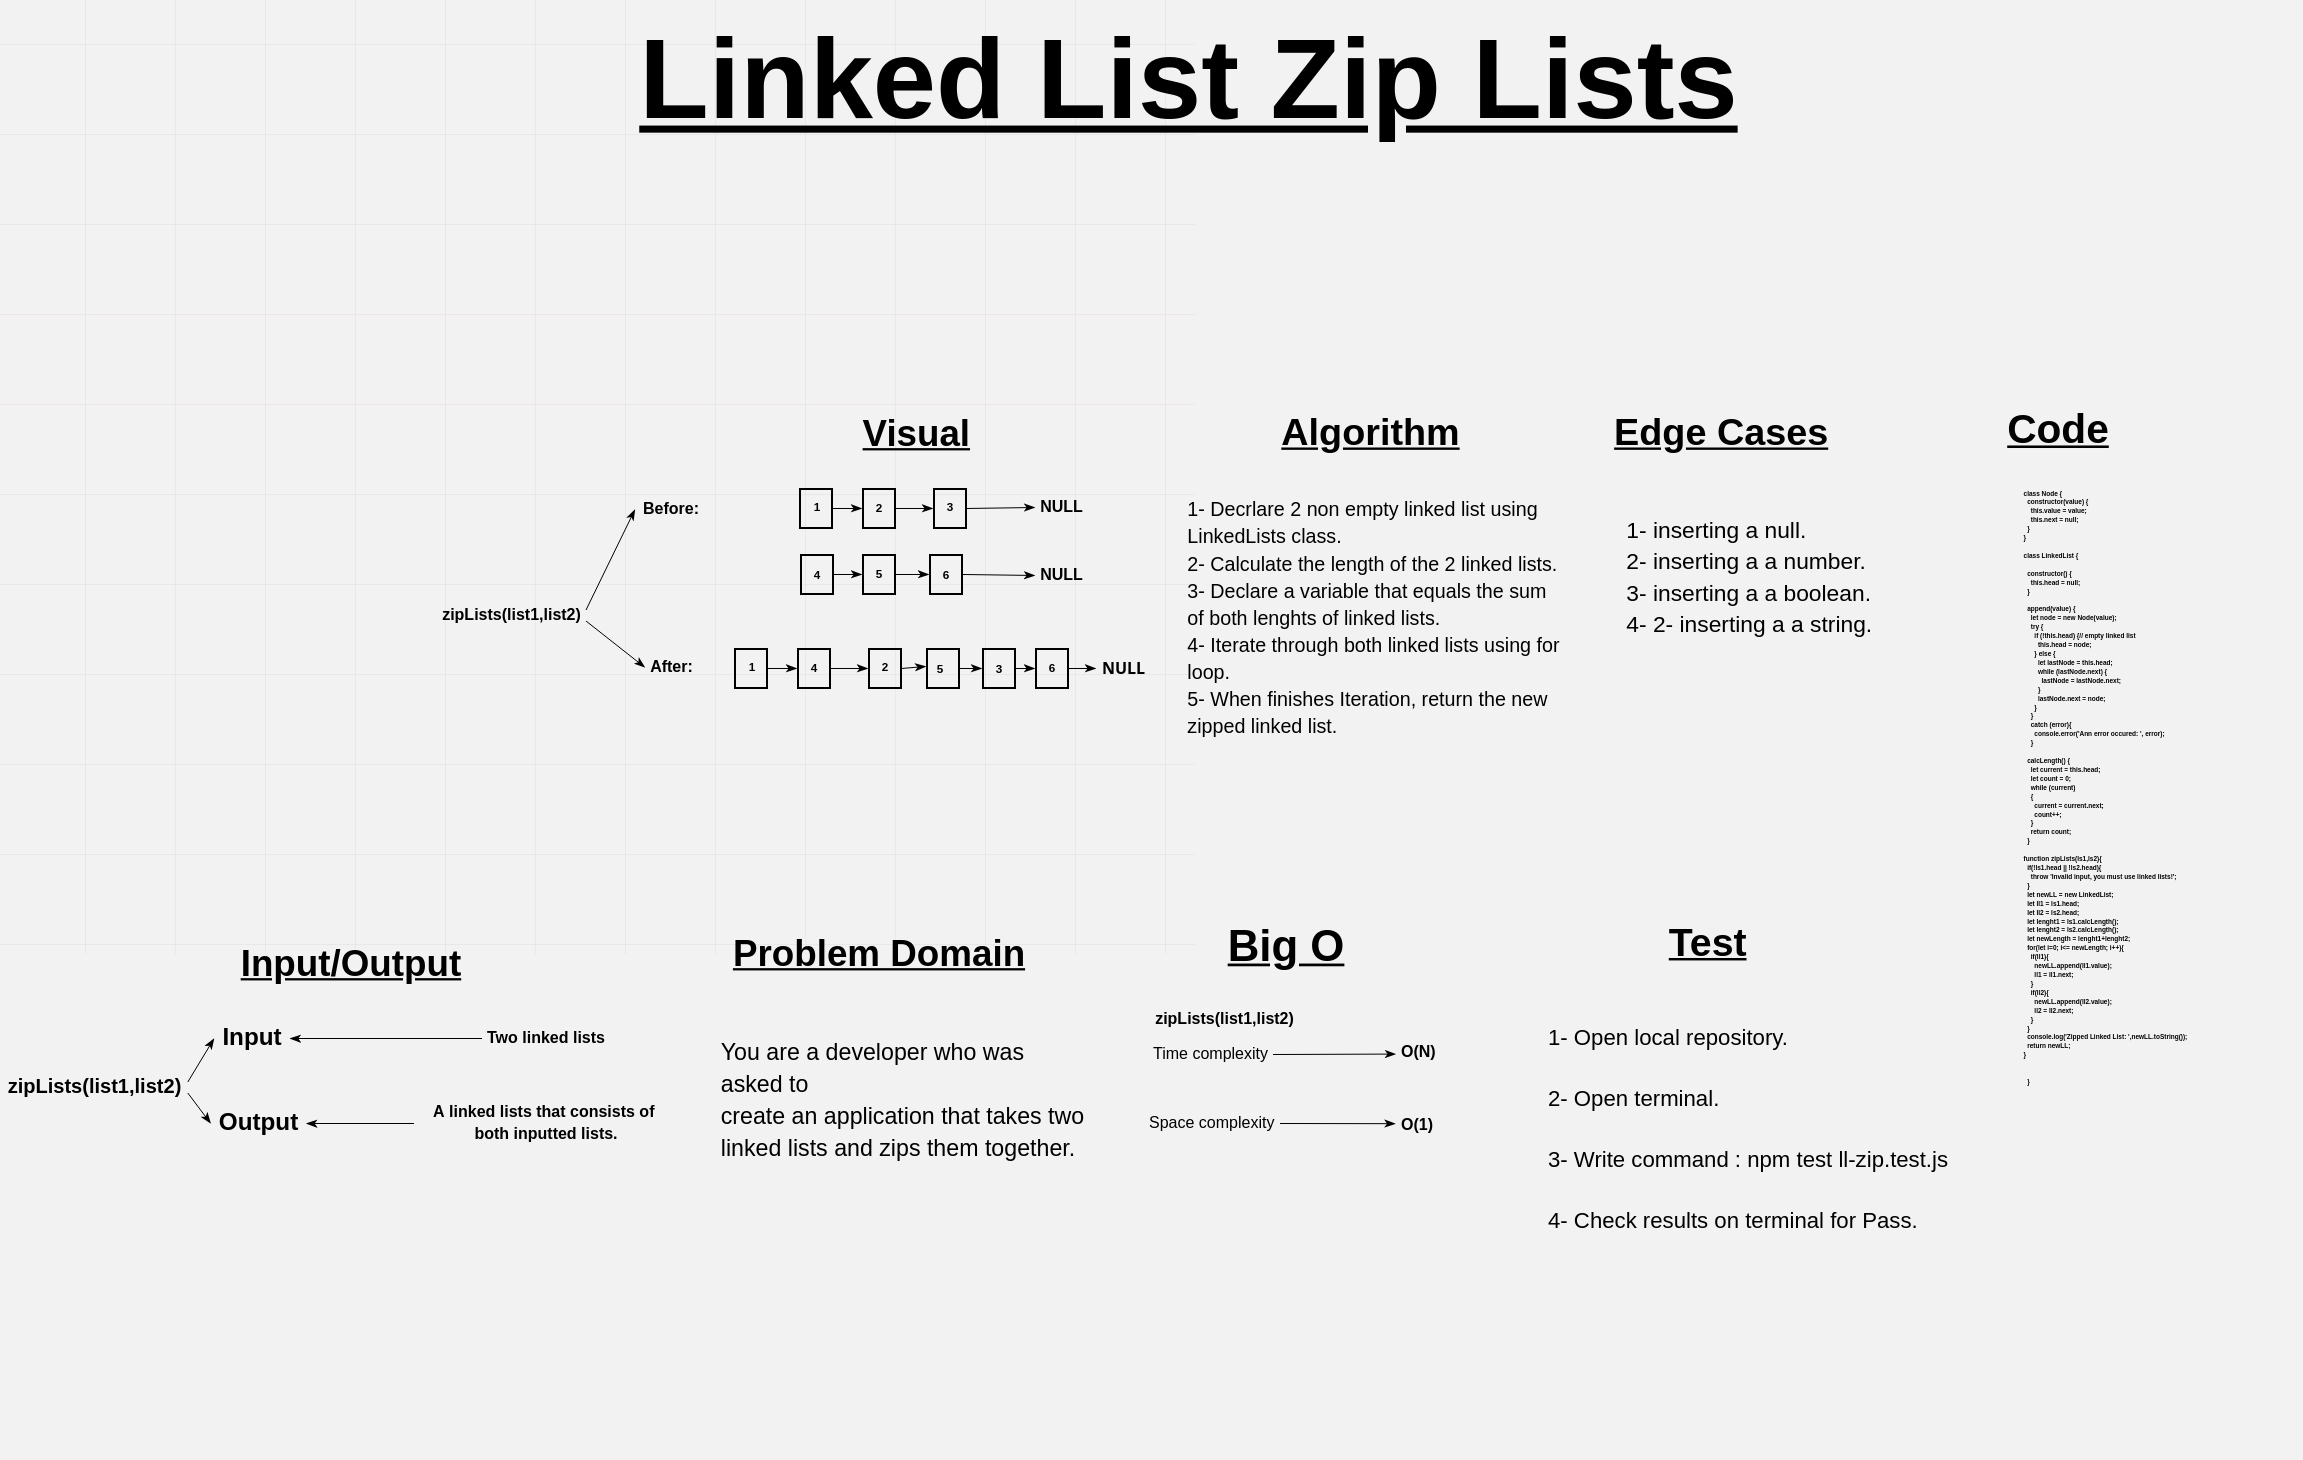 Linked List Zip Lists
Visual
zipLists(list1,list2)
Before:
1
2
3
NULL
4
5
6
NULL
After:
1
4
2
5
3
6
NULL
Algorithm
1- Decrlare 2 non empty linked list using
LinkedLists class.
2- Calculate the length of the 2 linked lists.
3- Declare a variable that equals the sum
of both lenghts of linked lists.
4- Iterate through both linked lists using for
loop.
5- When finishes Iteration, return the new
zipped linked list.
Edge Cases
1- inserting a null.
2- inserting a a number.
3- inserting a a boolean.
4- 2- inserting a a string.
Code
class Node {
constructor(value) {
this.value = value;
this.next = null;
}
}
class LinkedList {
constructor() {
this.head = null;
}
append(value) {
let node = new Node(value);
try {
if (!this.head) {// empty linked list
this.head = node;
} else {
let lastNode = this.head;
while (lastNode.next) {
lastNode = lastNode.next;
}
lastNode.next = node;
}
}
catch (error){
console.error('Ann error occured: ', error);
}
calcLength() {
let current = this.head;
let count = 0;
while (current)
{
current = current.next;
count++;
}
return count;
}
function zipLists(ls1,ls2){
if(!ls1.head || !ls2.head){
throw 'Invalid input, you must use linked lists!';
}
let newLL = new LinkedList;
let ll1 = ls1.head;
let ll2 = ls2.head;
let lenght1 = ls1.calcLength();
let lenght2 = ls2.calcLength();
let newLength = lenght1+lenght2;
for(let i=0; i<= newLength; i++){
if(ll1){
newLL.append(ll1.value);
ll1 = ll1.next;
}
if(ll2){
newLL.append(ll2.value);
ll2 = ll2.next;
}
}
console.log('Zipped Linked List: ',newLL.toString());
return newLL;
}
}
Input/Output
zipLists(list1,list2)
Input
Two linked lists
Output
A linked lists that consists of
both inputted lists.
Problem Domain
You are a developer who was
asked to
create an application that takes two
linked lists and zips them together.
Big O
zipLists(list1,list2)
Time complexity
O(N)
Space complexity
O(1)
Test
1- Open local repository.
2- Open terminal.
3- Write command : npm test ll-zip.test.js
4- Check results on terminal for Pass.